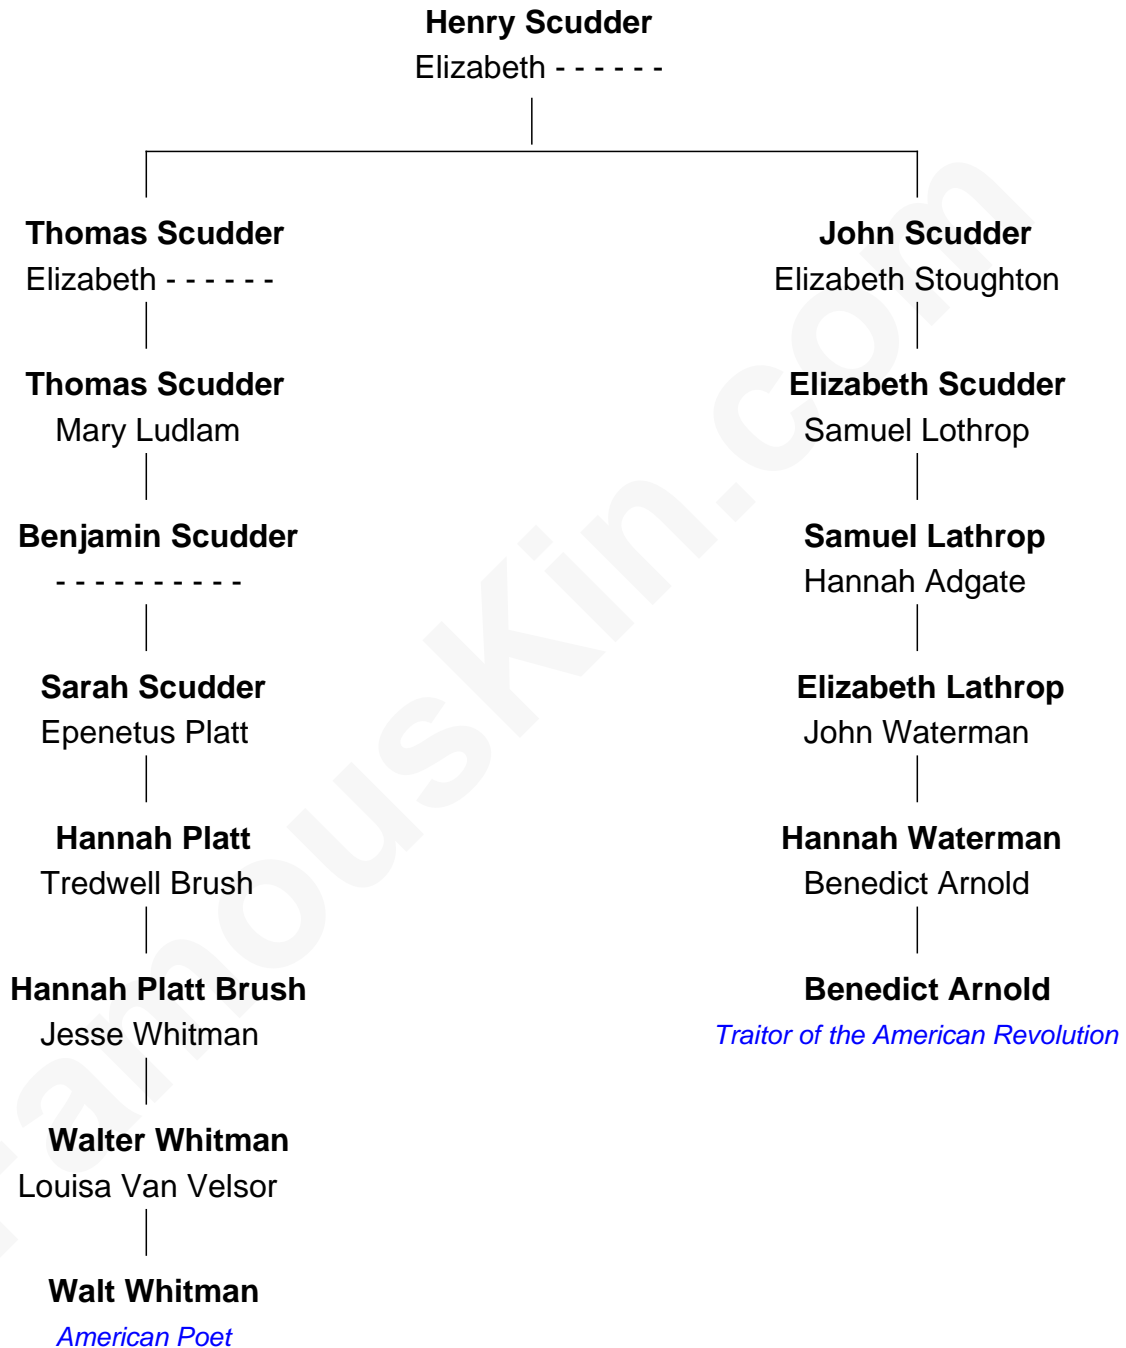 Henry Scudder
Elizabeth - - - - - -
Thomas Scudder
Elizabeth - - - - - -
Thomas Scudder
Mary Ludlam
Benjamin Scudder
- - - - - - - - - -
Sarah Scudder
Epenetus Platt
Hannah Platt
Tredwell Brush
Hannah Platt Brush
Jesse Whitman
Walter Whitman
Louisa Van Velsor
Walt Whitman
American Poet
John Scudder
Elizabeth Stoughton
Elizabeth Scudder
Samuel Lothrop
Samuel Lathrop
Hannah Adgate
Elizabeth Lathrop
John Waterman
Hannah Waterman
Benedict Arnold
Benedict Arnold
Traitor of the American Revolution
FamousKin.com